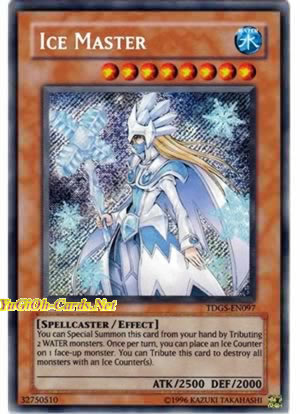 ICE MASTER
WATER
水
YuGiOh-Cards.Net
TDGS-EN097
[SPELLCASTER / EFFECT]
You can Special Summon this card from your hand by Tributing
2 WATER monsters. Once per turn, you can place an Ice Counter
on 1 face-up monster. You can Tribute this card to destroy all
monsters with an Ice Counter(s).
ATK/2500 DEF/2000
32750510
©1996 KAZUKI TAKAHASHI